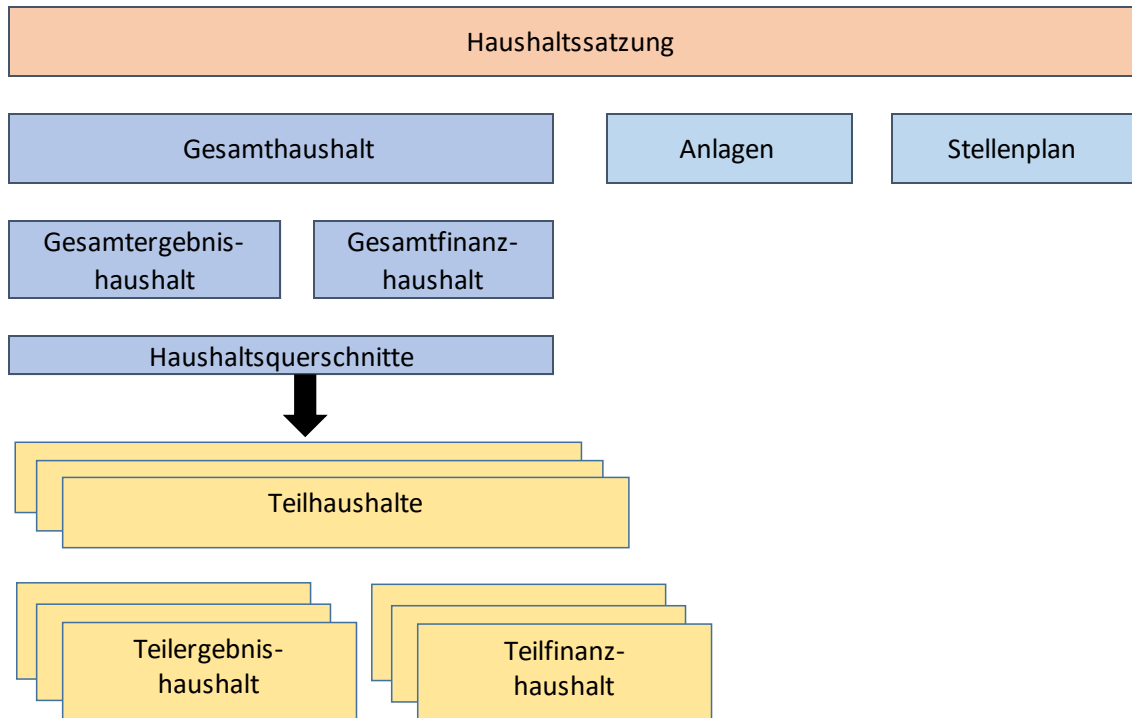 Haushaltssatzung
Gesamthaushalt
Anlagen
Stellenplan
Gesamtergebnis-
haushalt
Gesamtfinanz-
haushalt
Haushaltsquerschnitte
Teilhaushalte
Teilergebnis-
haushalt
Teilfinanz-
haushalt